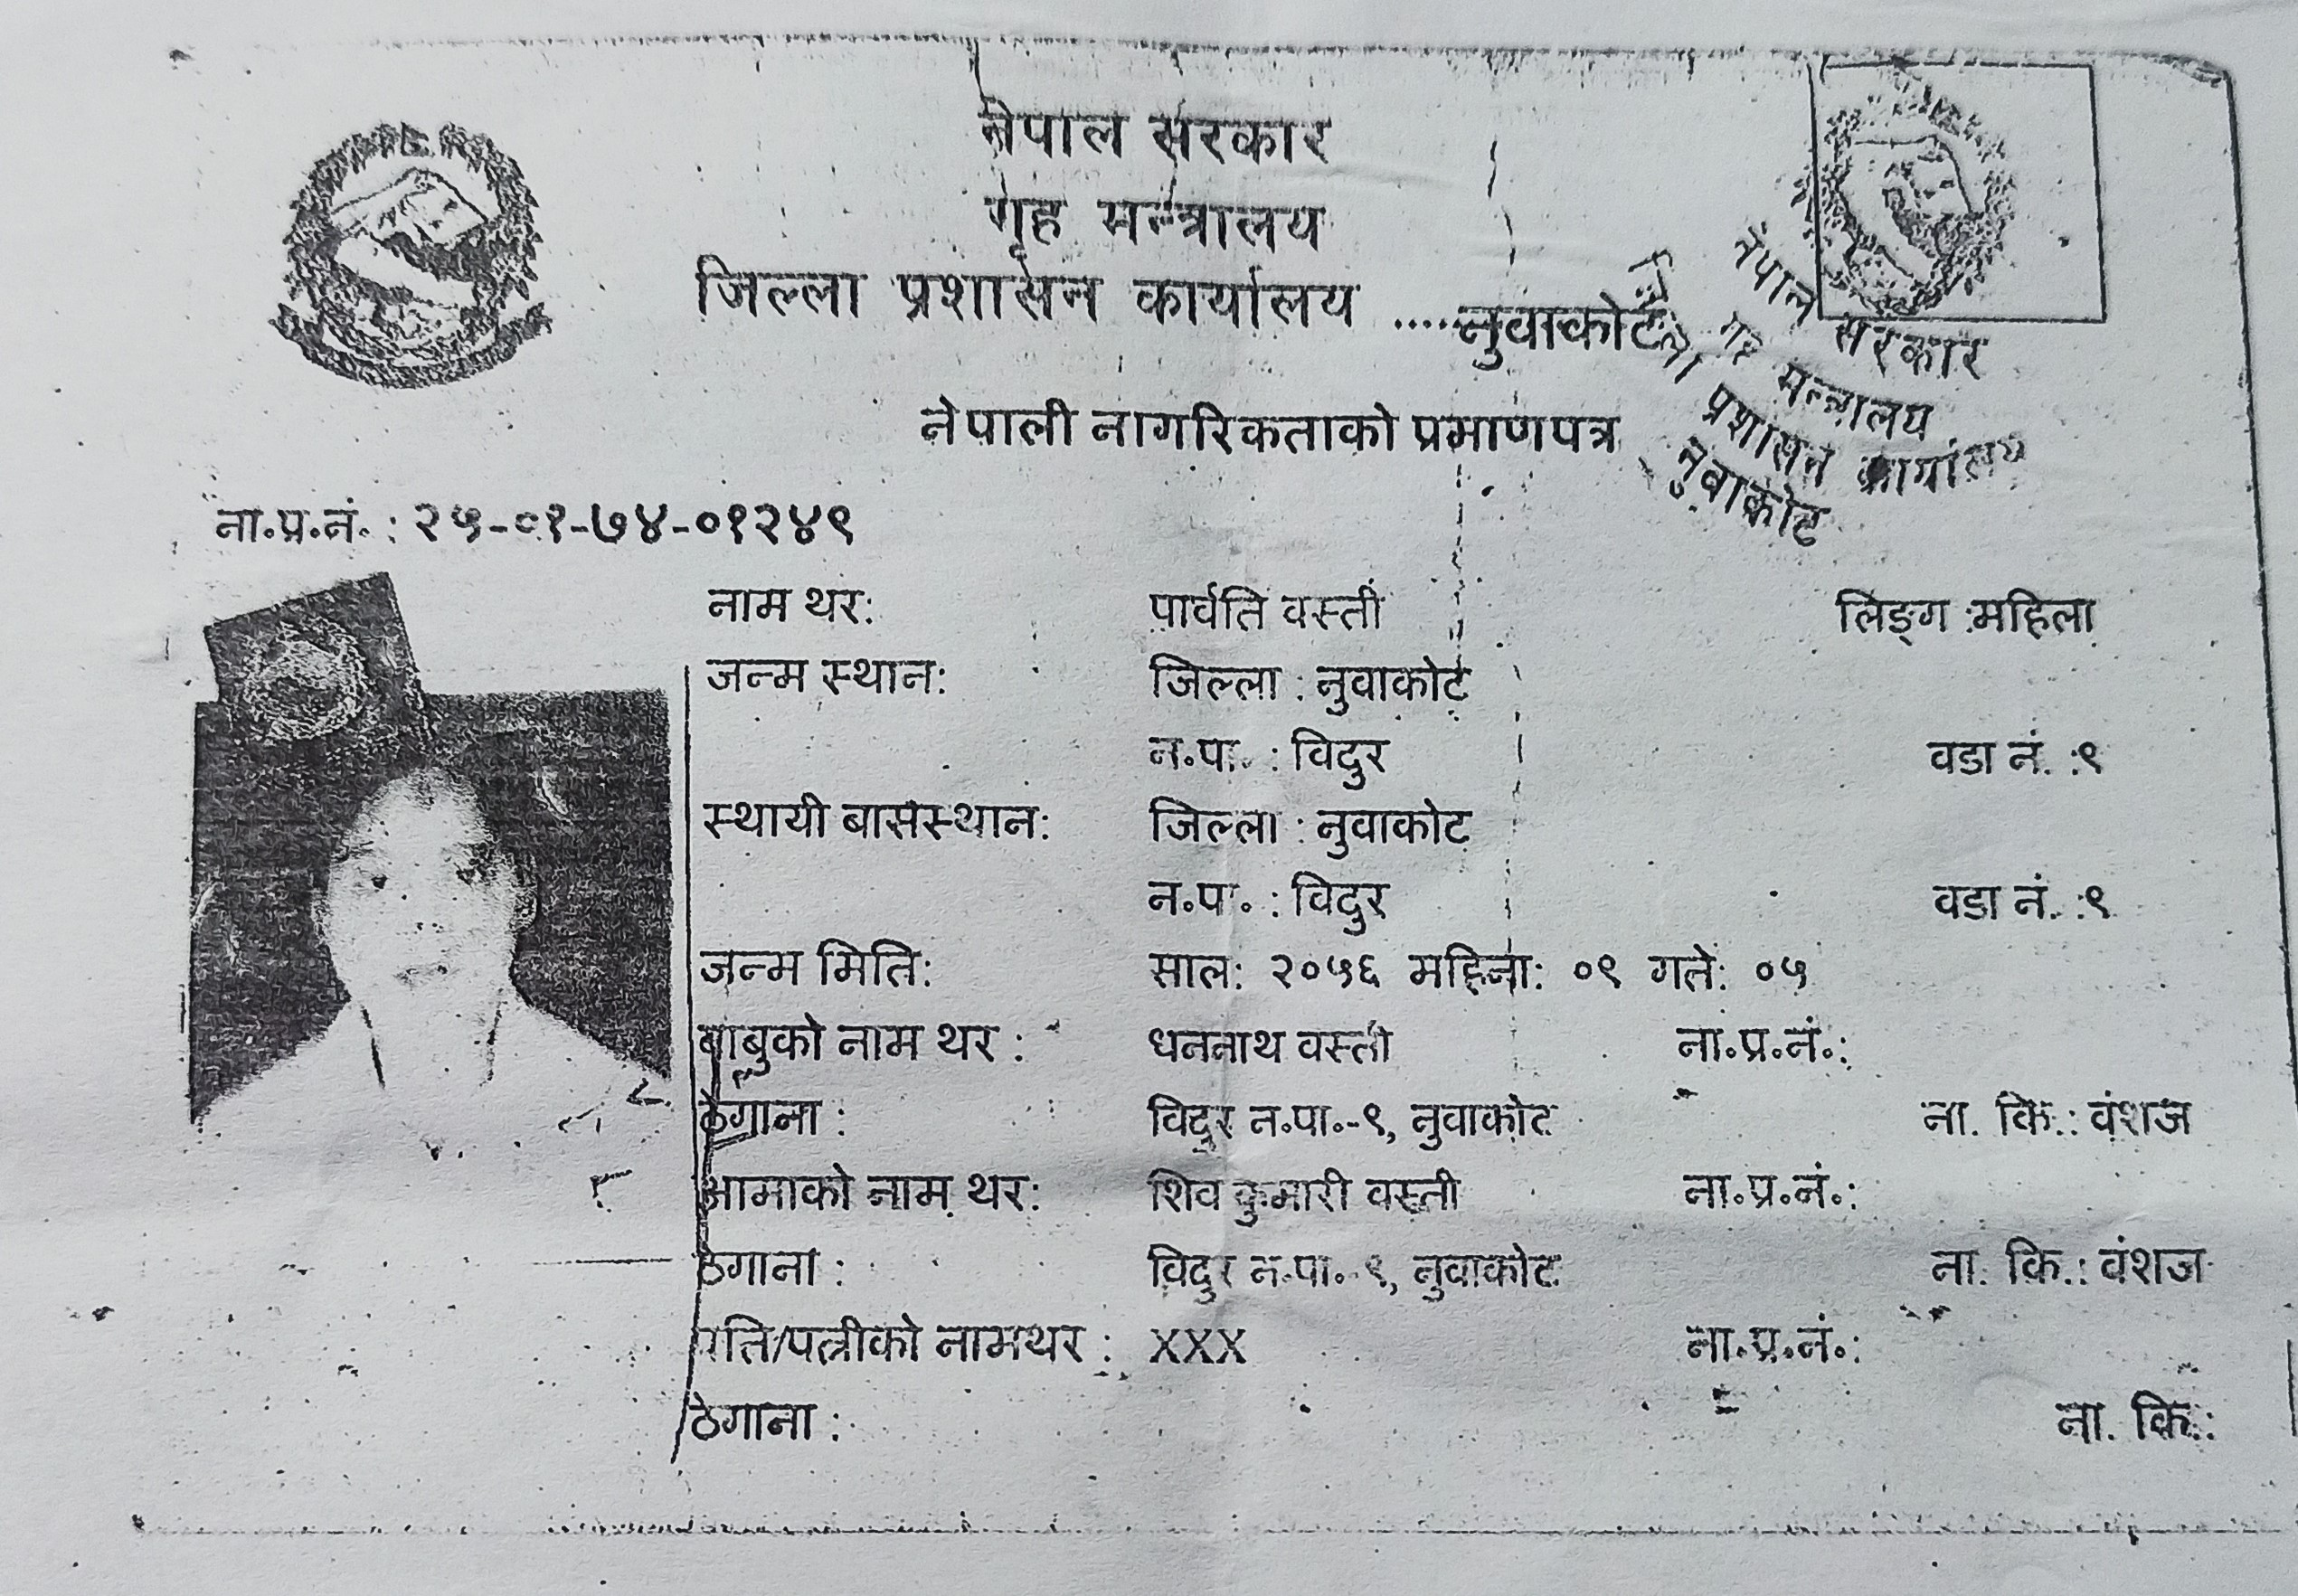 नेपाल सरकार
गृह मन्त्रालय
जिल्ला प्रशासन कार्यालय .....नुवाकोट
नेपाल सरकार
गृह मन्त्रालय
प्रशासन कार्यालय
नुवाकोट
नेपाली नागरिकताको प्रमाणपत्र
ना.प्र.नं. : २५-०१-७४-०१२४९
नाम थर: पार्वति वस्ती लिङ्ग :महिला
जन्म स्थान: जिल्ला : नुवाकोट
न.पा. : विदुर वडा नं. :९
स्थायी बासस्थान: जिल्ला : नुवाकोट
न.पा. : विदुर वडा नं. :९
जन्म मिति: साल: २०५६ महिना: ०९ गते: ०५
बाबुको नाम थर : धननाथ वस्ती ना.प्र.नं.:
ठेगाना : विदुर न.पा.-९, नुवाकोट ना. कि.: वंशज
आमाको नाम थर: शिव कुमारी वस्ती ना.प्र.नं.:
ठेगाना : विदुर न.पा.-९, नुवाकोट ना. कि.: वंशज
पति/पत्नीको नामथर : XXX ना.प्र.नं.:
ठेगाना : ना. कि.: